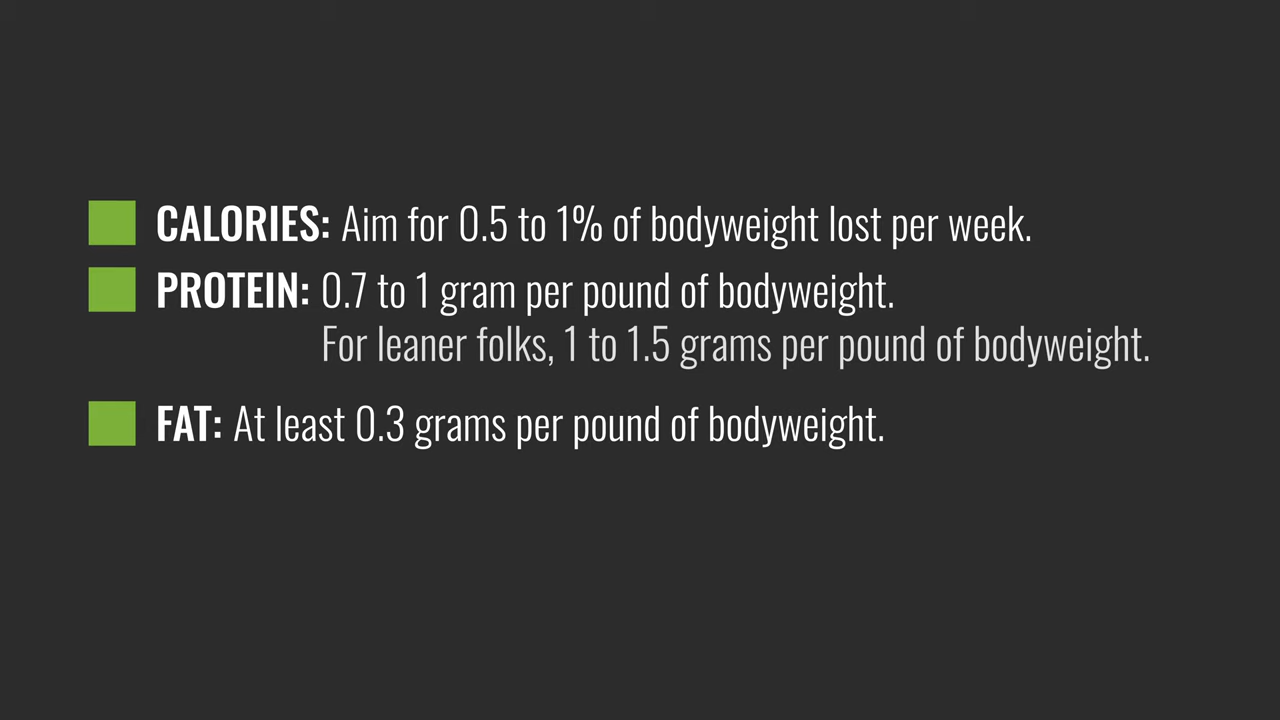 CALORIES: Aim for 0.5 to 1% of bodyweight lost per week.
PROTEIN: 0.7 to 1 gram per pound of bodyweight.
For leaner folks, 1 to 1.5 grams per pound of bodyweight.
FAT: At least 0.3 grams per pound of bodyweight.